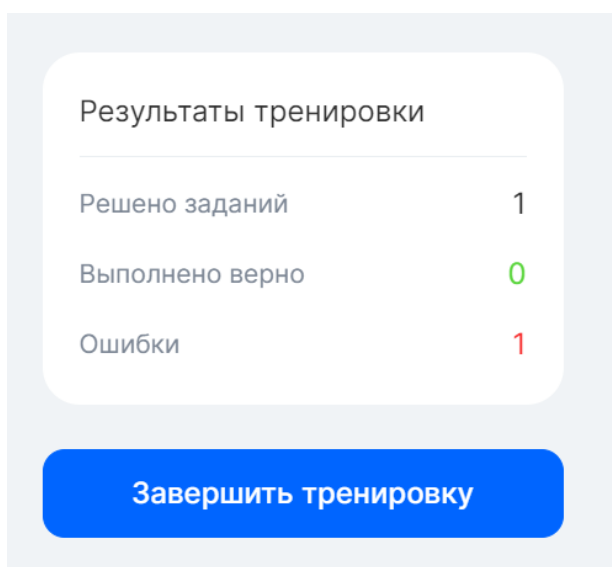 Результаты тренировки
Решено заданий 1
Выполнено верно 0
Ошибки 1
Завершить тренировку